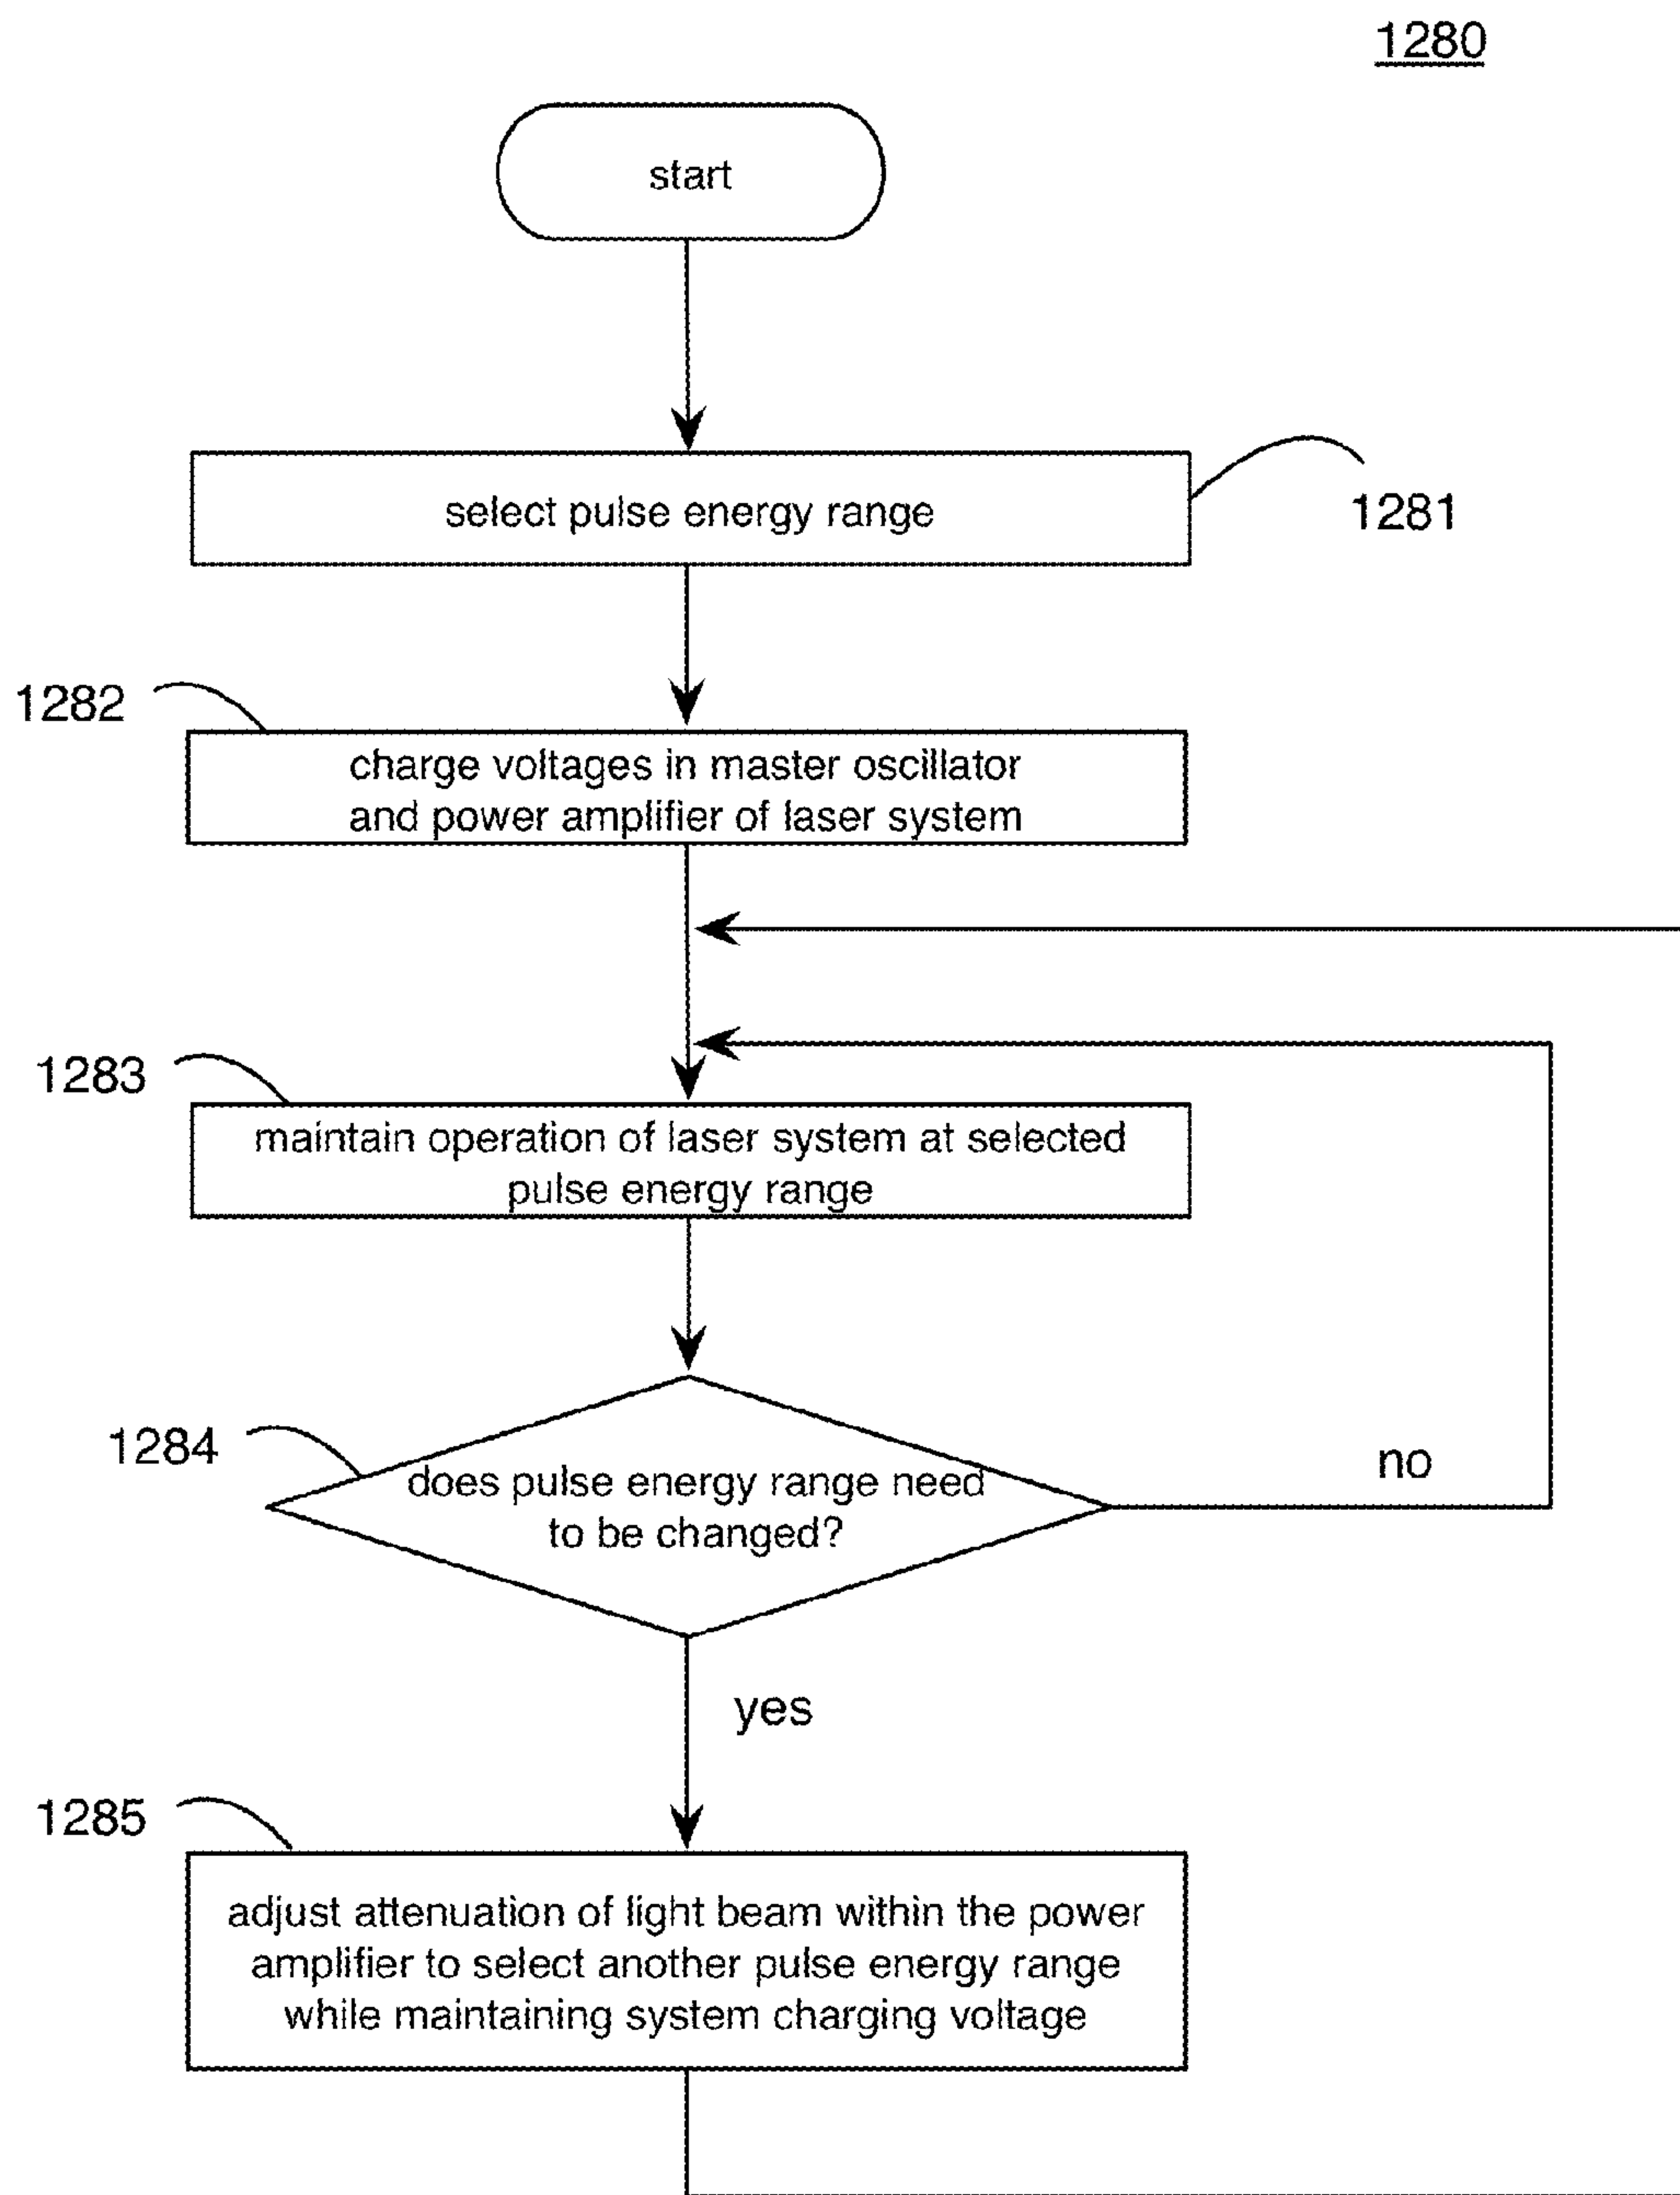 1280
start
select pulse energy range
1281
1282
charge voltages in master oscillator
and power amplifier of laser system
1283
maintain operation of laser system at selected
pulse energy range
1284
does pulse energy range need
to be changed?
no
yes
1285
adjust attenuation of light beam within the power
amplifier to select another pulse energy range
while maintaining system charging voltage